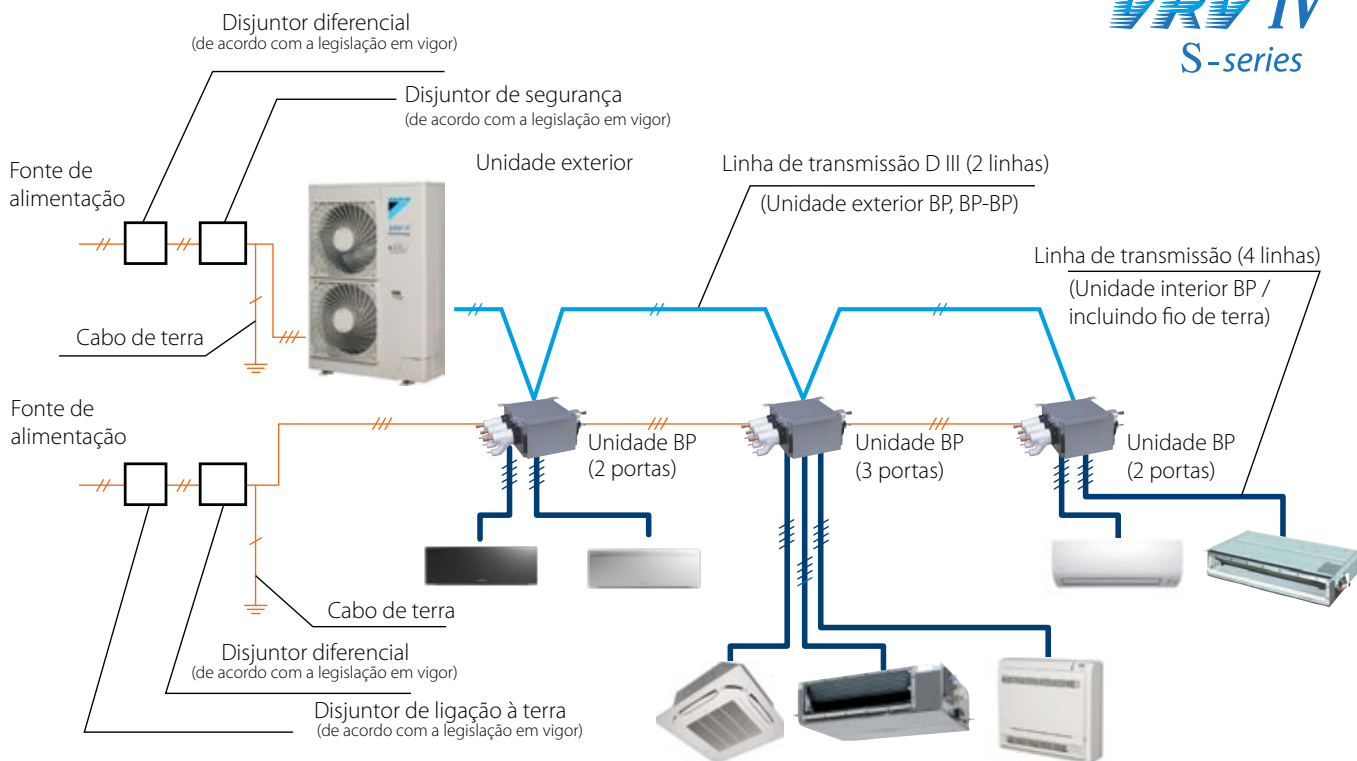 VRV IV
S-series
Disjuntor diferencial
(de acordo com a legislação em vigor)
Disjuntor de segurança
(de acordo com a legislação em vigor)
Fonte de
alimentação
Unidade exterior
Linha de transmissão D III (2 linhas)
(Unidade exterior BP, BP-BP)
Linha de transmissão (4 linhas)
(Unidade interior BP /
incluindo fio de terra)
Cabo de terra
Fonte de
alimentação
Unidade BP
(2 portas)
Unidade BP
(3 portas)
Unidade BP
(2 portas)
Cabo de terra
Disjuntor diferencial
(de acordo com a legislação em vigor)
Disjuntor de ligação à terra
(de acordo com a legislação em vigor)